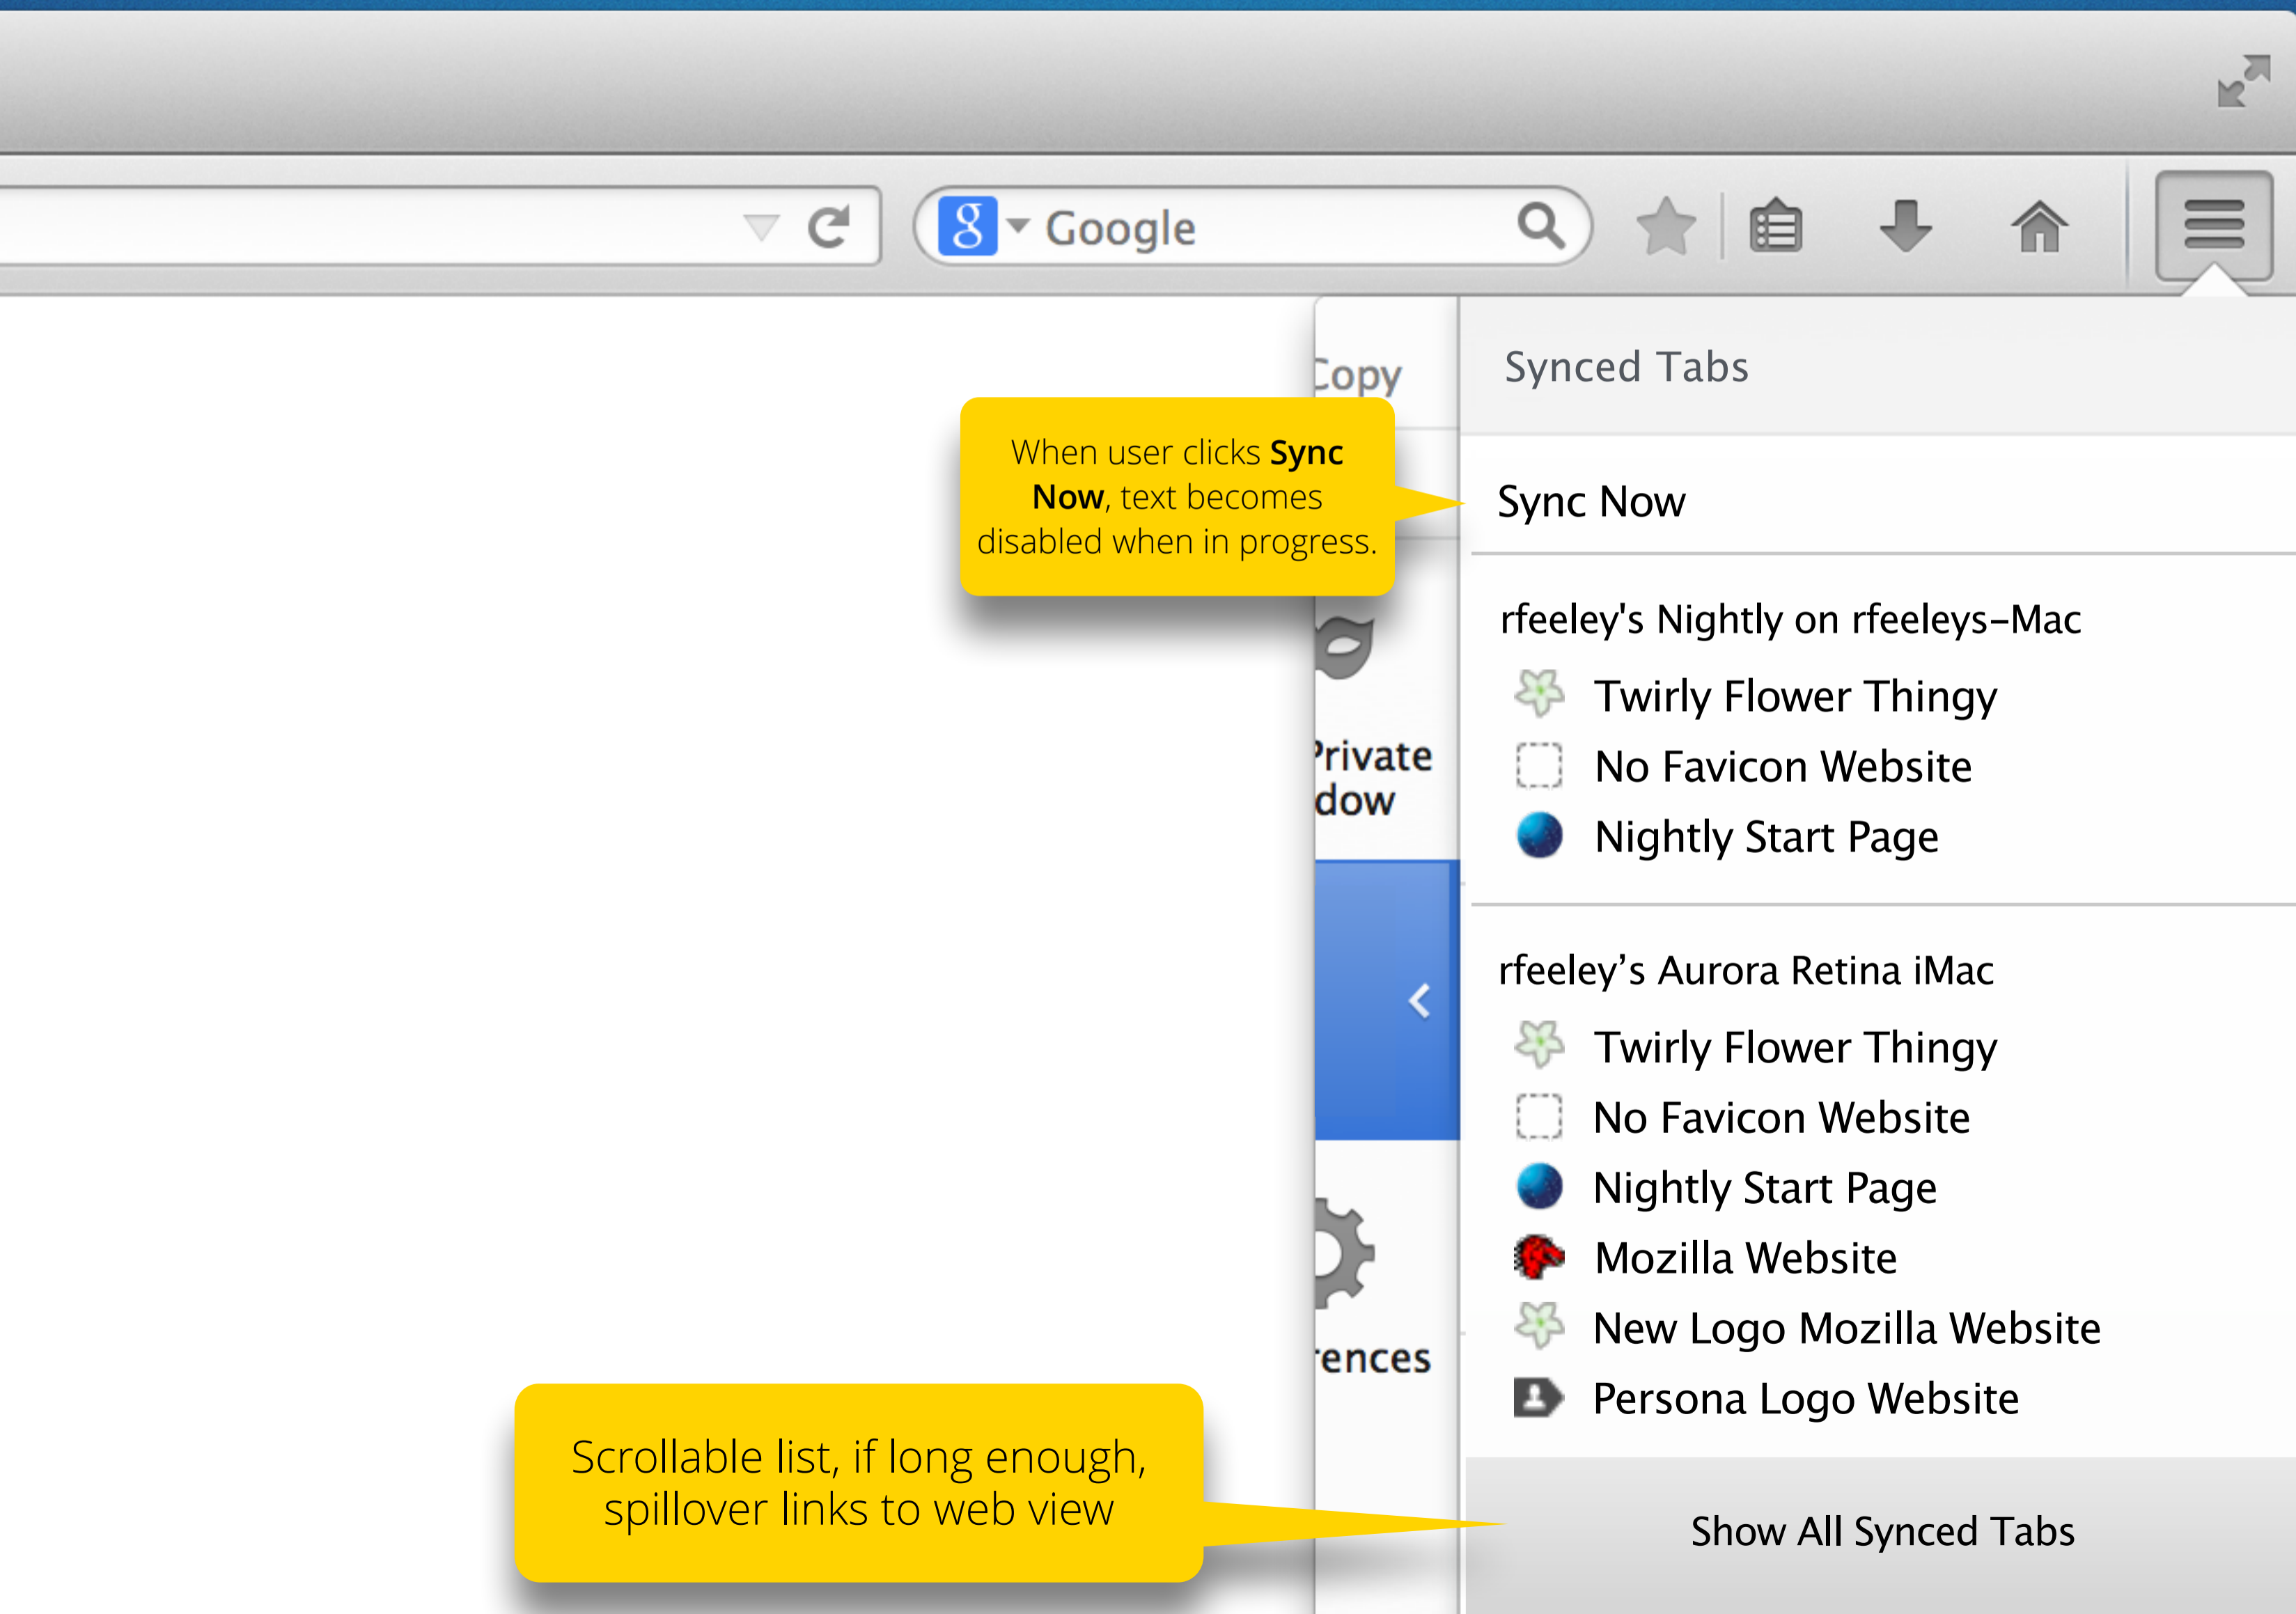 g Google
Copy
Synced Tabs
When user clicks Sync
Now, text becomes
disabled when in progress.
Sync Now
rfeeley's Nightly on rfeeleys-Mac
Twirly Flower Thingy
No Favicon Website
Nightly Start Page
Private
dow
rfeeley’s Aurora Retina iMac
Twirly Flower Thingy
No Favicon Website
Nightly Start Page
Mozilla Website
New Logo Mozilla Website
Persona Logo Website
rences
Scrollable list, if long enough,
spillover links to web view
Show All Synced Tabs